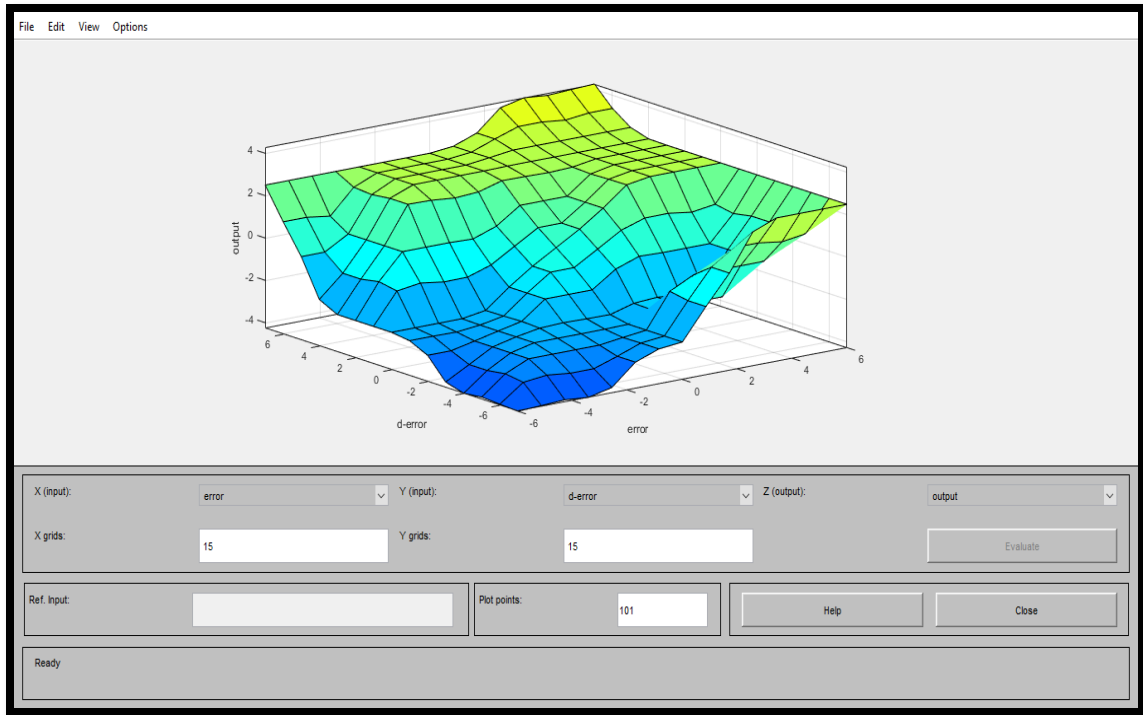 File Edit View Options
4
2
0
-2
-4
output
6
4
2
0
-2
-4
-6
d-error
-6
-4
-2
0
2
4
6
error
X (input): error Y (input): d-error Z (output): output
X grids: 15 Y grids: 15 Evaluate
Ref. Input: Plot points: 101 Help Close
Ready